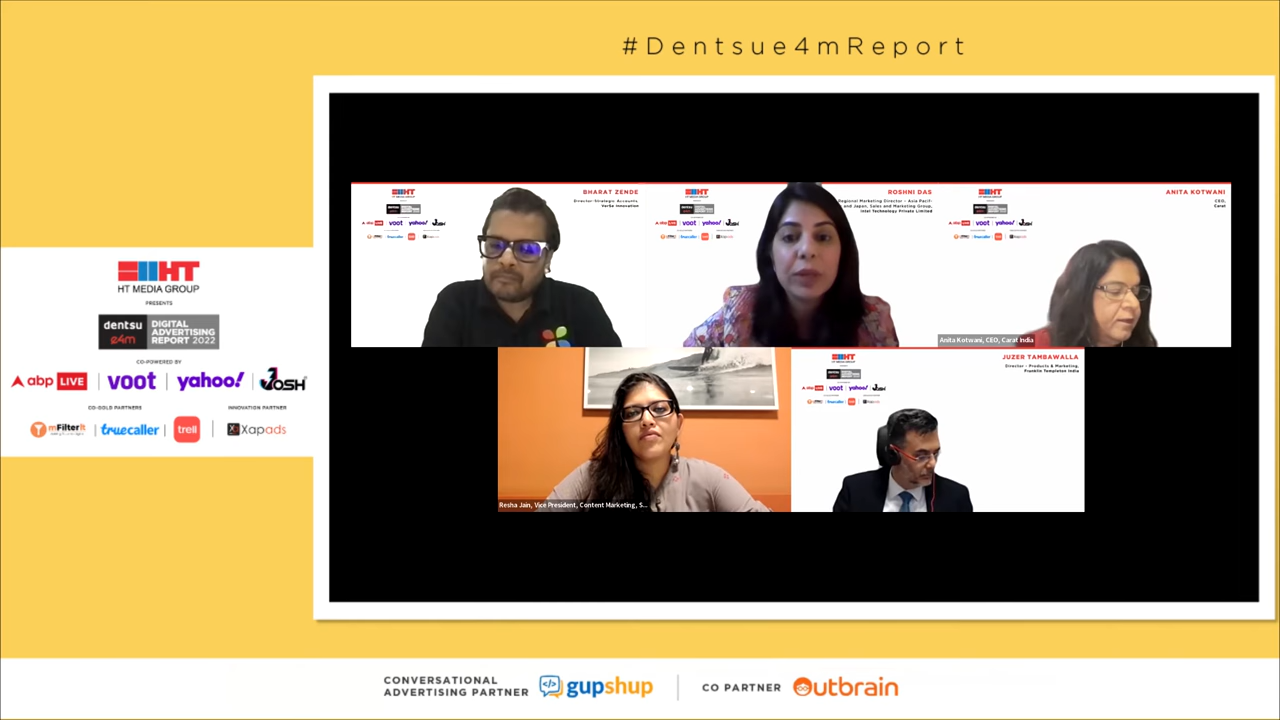 #Dentsue4mReport
HT
HT MEDIA GROUP
PRESENTS
dentsu
e4m
DIGITAL
ADVERTISING
REPORT 2022
CO-POWERED BY
abp LIVE
voot
yahoo!
JOSH
CO-GOLD PARTNERS
INNOVATION PARTNER
mFilterIt
truecaller
trell
Xapads
BHARAT ZENDE
Director-Strategic Accounts,
VerSe Innovation
ROSHNI DAS
Regional Marketing Director - Asia Pacif-
and Japan, Sales and Marketing Group,
Intel Technology Private Limited
ANITA KOTWANI
CEO,
Carat
Anita Kotwani, CEO, Carat India
Resha Jain, Vice President, Content Marketing, S...
JUZER TAMBAWALLA
Director - Products & Marketing,
Franklin Templeton India
CONVERSATIONAL
ADVERTISING PARTNER
gupshup
CO PARTNER
Outbrain